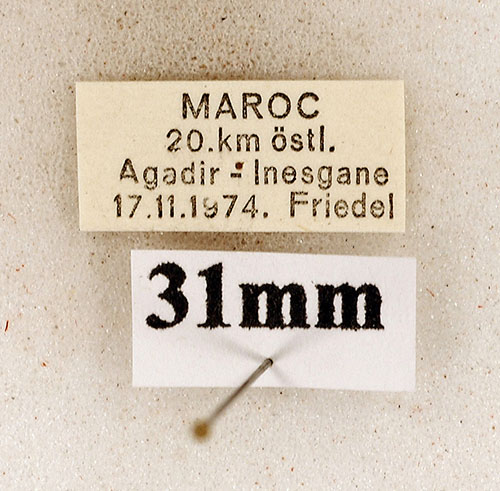 MAROC
20.km östl.
Agadir - Inesgane
17.11.1974. Friedel
31mm